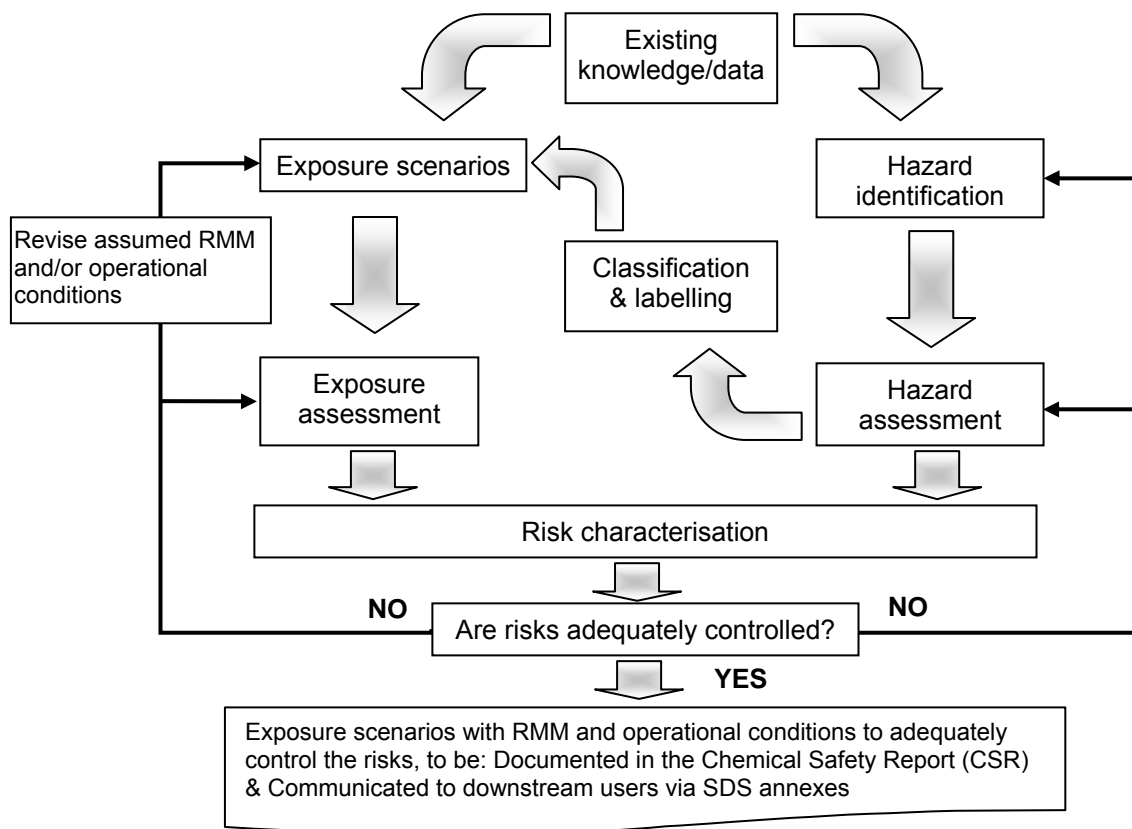 Existing
knowledge/data
Exposure scenarios
Hazard
identification
Revise assumed RMM
and/or operational
conditions
Classification
& labelling
Exposure
assessment
Hazard
assessment
Risk characterisation
NO
NO
Are risks adequately controlled?
YES
Exposure scenarios with RMM and operational conditions to adequately
control the risks, to be: Documented in the Chemical Safety Report (CSR)
& Communicated to downstream users via SDS annexes